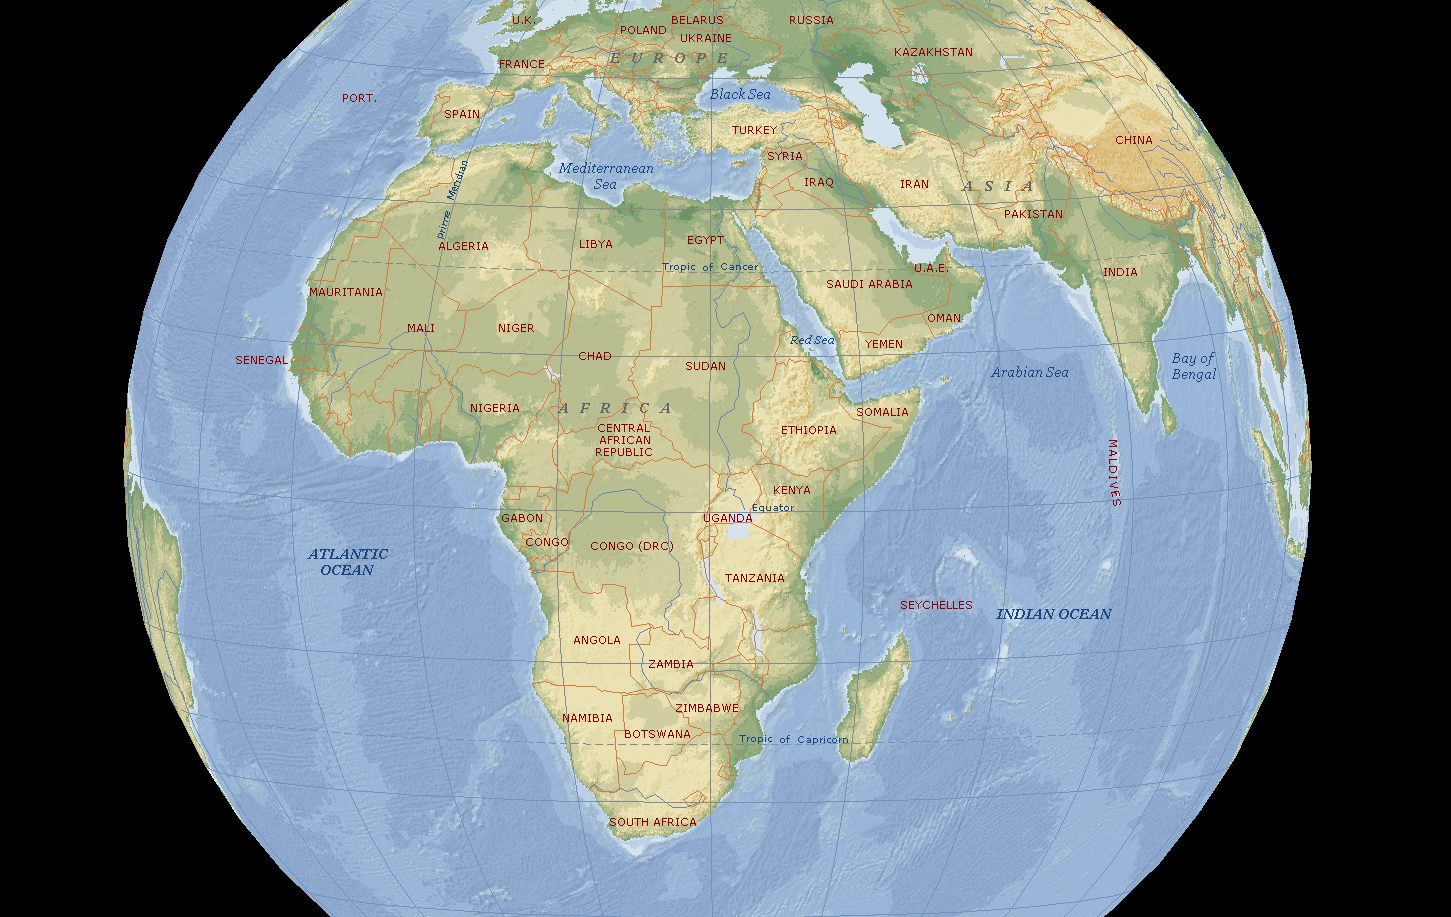 U.K.
BELARUS
RUSSIA
POLAND
UKRAINE
KAZAKHSTAN
EUROPE
FRANCE
Black Sea
PORT.
SPAIN
TURKEY
CHINA
SYRIA
Mediterranean
Sea
Prime Meridian
IRAQ
IRAN
ASIA
PAKISTAN
ALGERIA
LIBYA
EGYPT
Tropic of Cancer
U.A.E.
INDIA
SAUDI ARABIA
MAURITANIA
OMAN
MALI
NIGER
Red Sea
YEMEN
SENEGAL
CHAD
SUDAN
Arabian Sea
Bay of
Bengal
NIGERIA
AFRICA
SOMALIA
CENTRAL
AFRICAN
REPUBLIC
ETHIOPIA
MALDIVES
KENYA
Equator
GABON
UGANDA
CONGO
CONGO (DRC)
ATLANTIC
OCEAN
TANZANIA
SEYCHELLES
INDIAN OCEAN
ANGOLA
ZAMBIA
NAMIBIA
ZIMBABWE
BOTSWANA
Tropic of Capricorn
SOUTH AFRICA